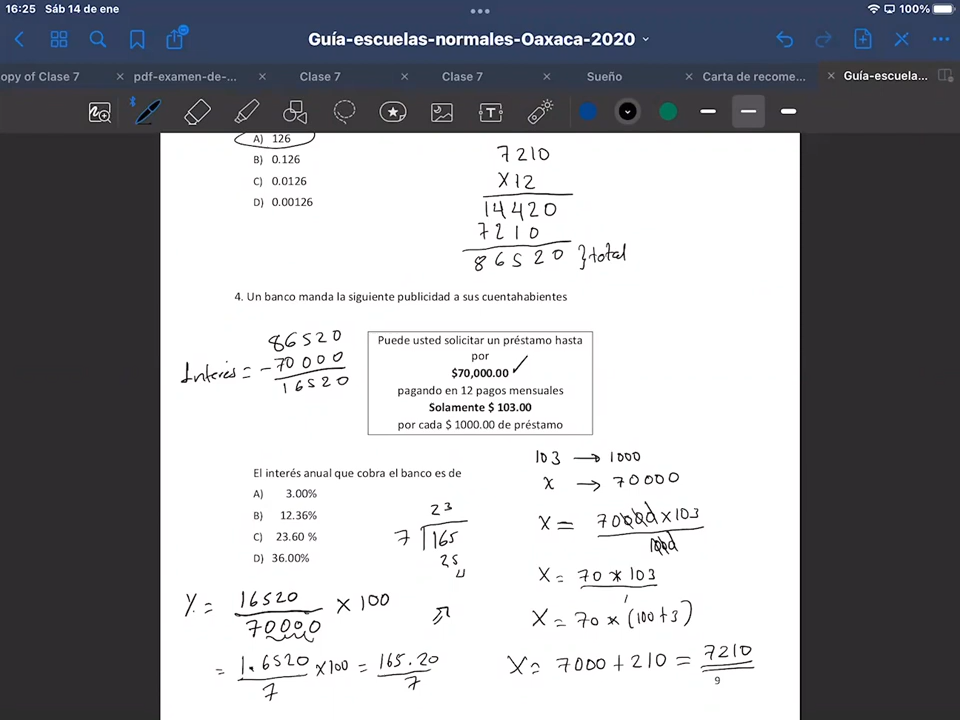 16:25 Sáb 14 de ene
100%
Guía-escuelas-normales-Oaxaca-2020
opy of Clase 7
pdf-examen-de-...
Clase 7
Clase 7
Sueño
Carta de recome...
Guía-escuela...
A) 126
B) 0.126
C) 0.0126
D) 0.00126
7210
X12
14420
7210
86520 } total
4. Un banco manda la siguiente publicidad a sus cuentahabientes
86520
Interés = -70000
16520
Puede usted solicitar un préstamo hasta
por
$70,000.00
pagando en 12 pagos mensuales
Solamente $ 103.00
por cada $ 1000.00 de préstamo
103 → 1000
x → 70000
X = 70000 x 103
1000
X = 70 * 103
X = 70 * (100+3)
X = 7000 + 210 = 7210
El interés anual que cobra el banco es de
A) 3.00%
B) 12.36%
C) 23.60 %
D) 36.00%
23
7 165
25
4
% = 16520 x 100
70000
= 1.6520 x100 = 165.20
7 7
9